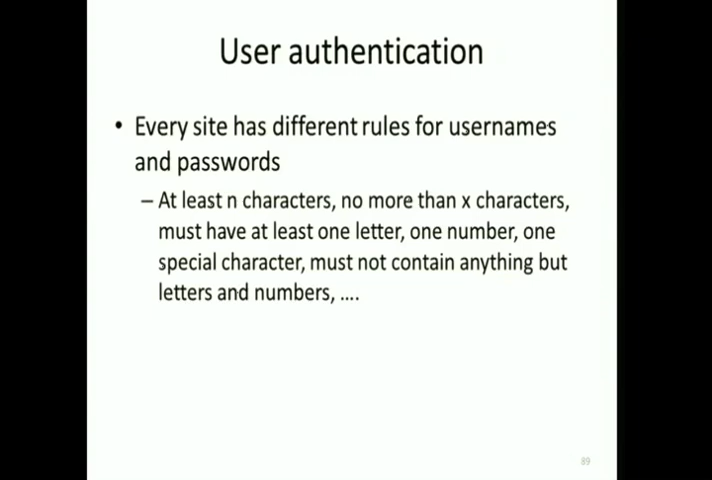 User authentication
• Every site has different rules for usernames
and passwords
– At least n characters, no more than x characters,
must have at least one letter, one number, one
special character, must not contain anything but
letters and numbers, ....
89